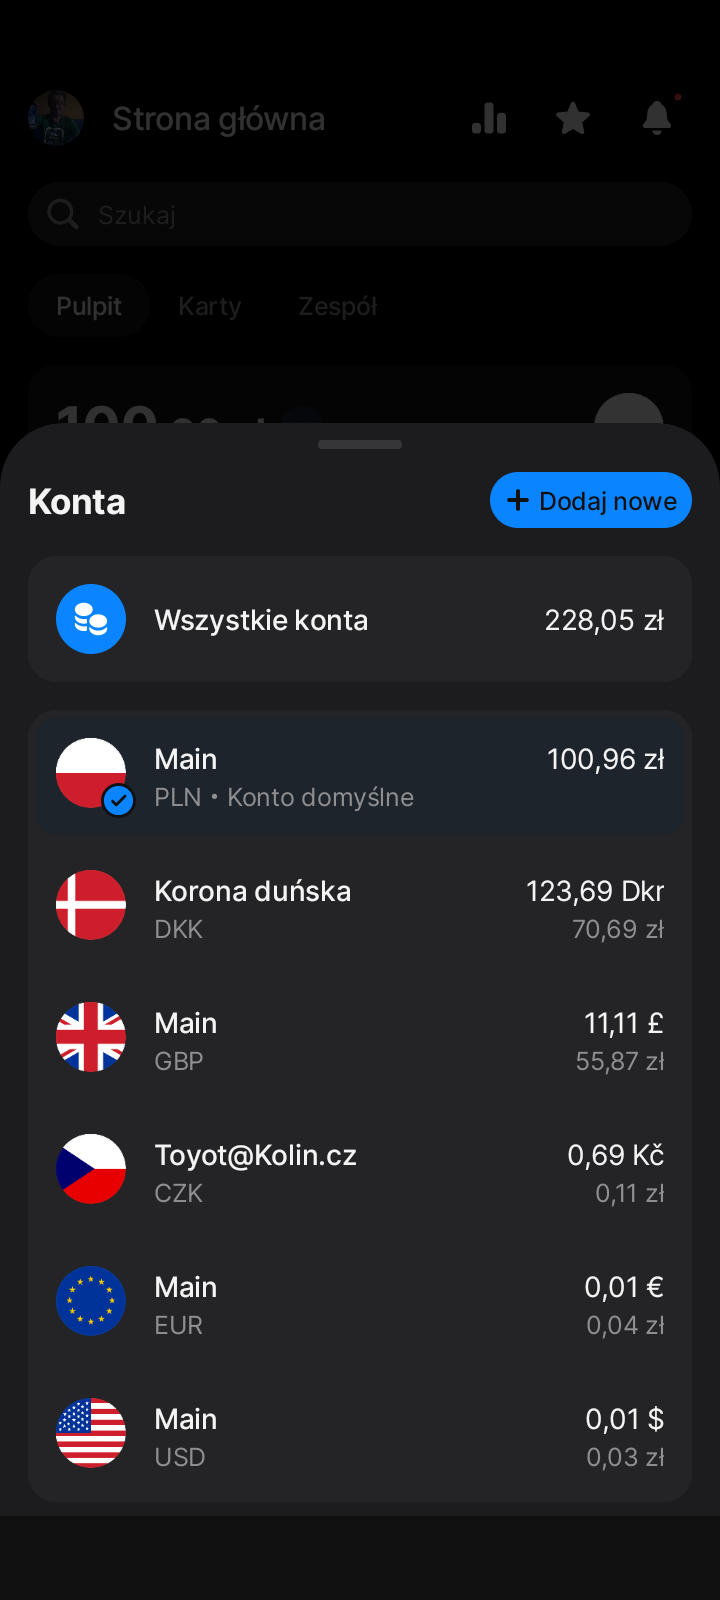 Strona główna
Szukaj
Pulpit Karty Zespół
Konta
Dodaj nowe
Wszystkie konta 228,05 zł
Main 100,96 zł
PLN • Konto domyślne
Korona duńska 123,69 Dkr
DKK 70,69 zł
Main 11,11 £
GBP 55,87 zł
Toyot@Kolin.cz 0,69 Kč
CZK 0,11 zł
Main 0,01 €
EUR 0,04 zł
Main 0,01 $
USD 0,03 zł